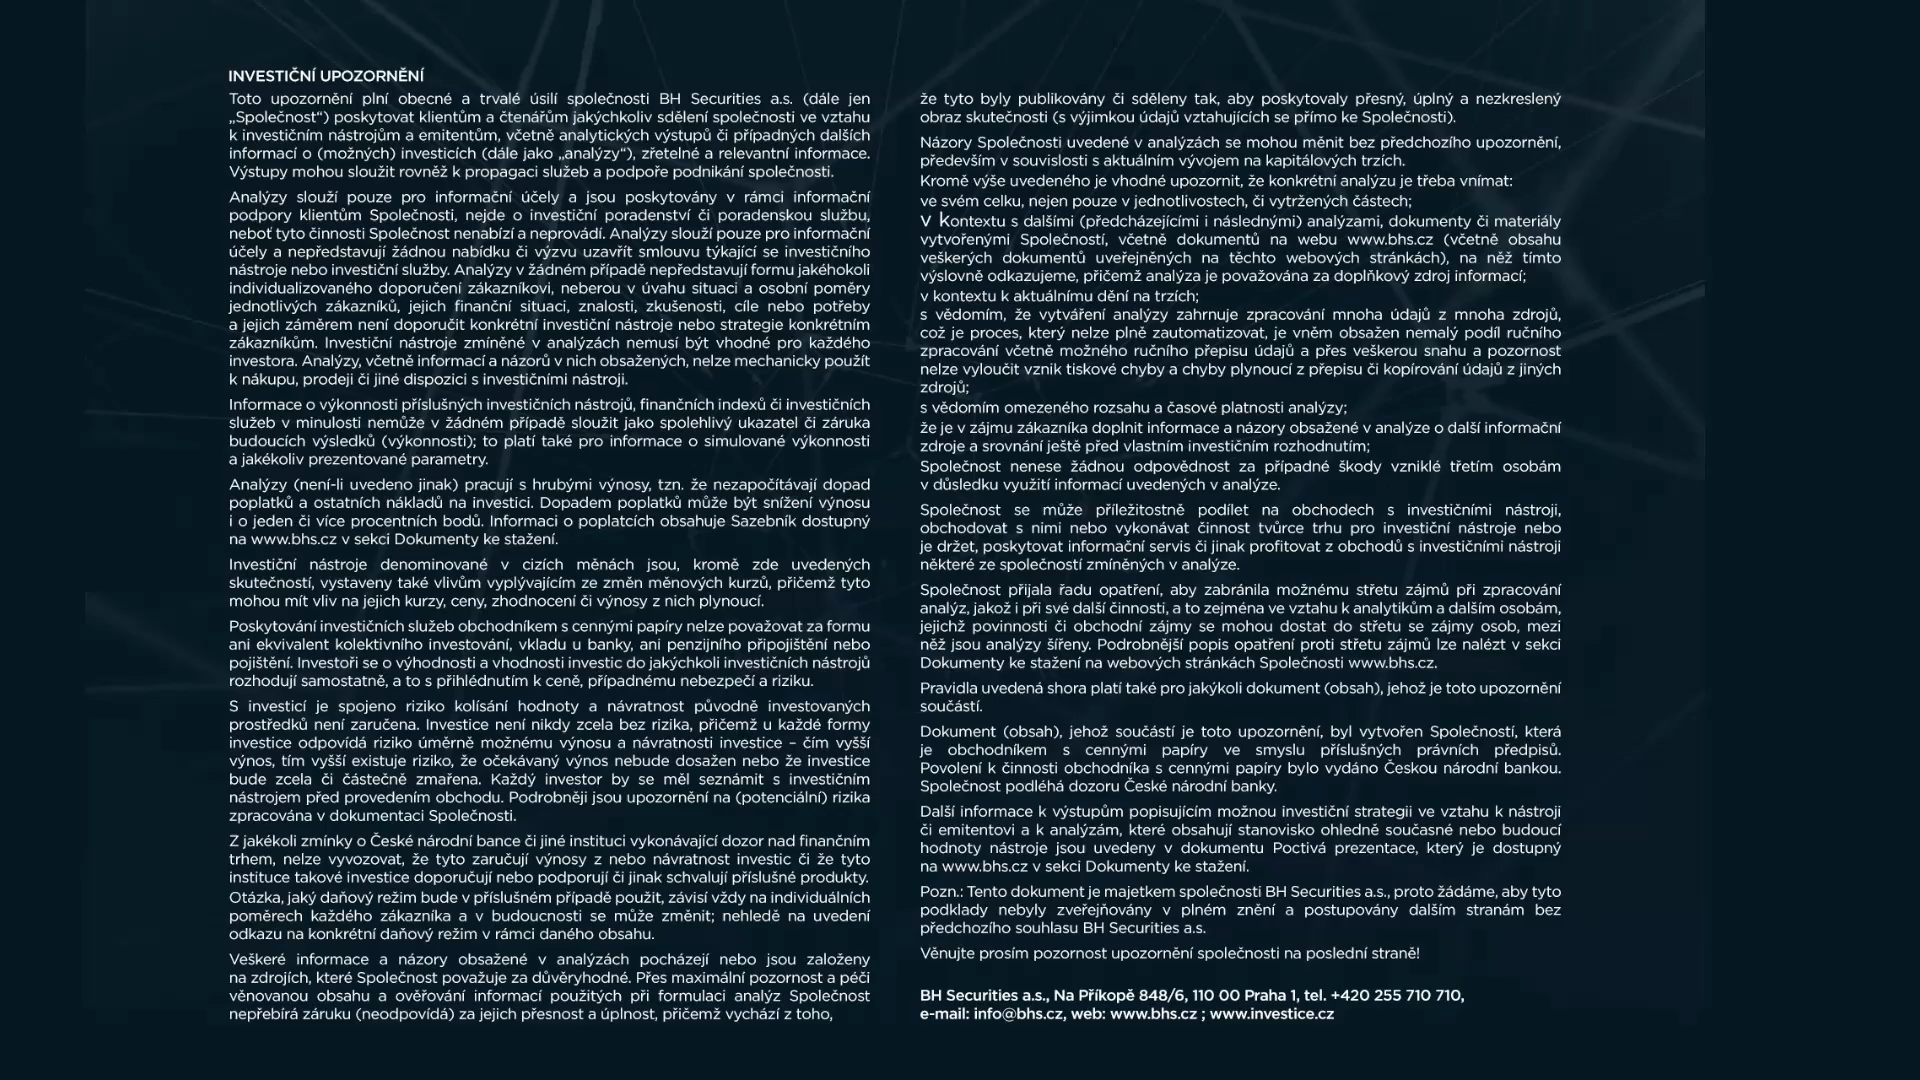 INVESTIČNÍ UPOZORNĚNÍ
Toto upozornění plní obecné a trvalé úsilí společnosti BH Securities a.s. (dále jen
„Společnost“) poskytovat klientům a čtenářům jakýchkoliv sdělení společnosti ve vztahu
k investičním nástrojům a emitentům, včetně analytických výstupů či případných dalších
informací o (možných) investicích (dále jako „analýzy“), zřetelné a relevantní informace.
Výstupy mohou sloužit rovněž k propagaci služeb a podpoře podnikání společnosti.
Analýzy slouží pouze pro informační účely a jsou poskytovány v rámci informační
podpory klientům Společnosti, nejde o investiční poradenství či poradenskou službu,
neboť tyto činnosti Společnost nenabízí a neprovádí. Analýzy slouží pouze pro informační
účely a nepředstavují žádnou nabídku či výzvu uzavřít smlouvu týkající se investičního
nástroje nebo investiční služby. Analýzy v žádném případě nepředstavují formu jakéhokoli
individualizovaného doporučení zákazníkovi, neberou v úvahu situaci a osobní poměry
jednotlivých zákazníků, jejich finanční situaci, znalosti, zkušenosti, cíle nebo potřeby
a jejich záměrem není doporučit konkrétní investiční nástroje nebo strategie konkrétním
zákazníkům. Investiční nástroje zmíněné v analýzách nemusí být vhodné pro každého
investora. Analýzy, včetně informací a názorů v nich obsažených, nelze mechanicky použít
k nákupu, prodeji či jiné dispozici s investičními nástroji.
Informace o výkonnosti příslušných investičních nástrojů, finančních indexů či investičních
služeb v minulosti nemůže v žádném případě sloužit jako spolehlivý ukazatel či záruka
budoucích výsledků (výkonnosti); to platí také pro informace o simulované výkonnosti
a jakékoliv prezentované parametry.
Analýzy (není-li uvedeno jinak) pracují s hrubými výnosy, tzn. že nezapočítávají dopad
poplatků a ostatních nákladů na investici. Dopadem poplatků může být snížení výnosu
i o jeden či více procentních bodů. Informaci o poplatcích obsahuje Sazebník dostupný
na www.bhs.cz v sekci Dokumenty ke stažení.
Investiční nástroje denominované v cizích měnách jsou, kromě zde uvedených
skutečností, vystaveny také vlivům vyplývajícím ze změn měnových kurzů, přičemž tyto
mohou mít vliv na jejich kurzy, ceny, zhodnocení či výnosy z nich plynoucí.
Poskytování investičních služeb obchodníkem s cennými papíry nelze považovat za formu
ani ekvivalent kolektivního investování, vkladu u banky, ani penzijního připojištění nebo
pojištění. Investoři se o výhodnosti a vhodnosti investic do jakýchkoli investičních nástrojů
rozhodují samostatně, a to s přihlédnutím k ceně, případnému nebezpečí a riziku.
S investicí je spojeno riziko kolísání hodnoty a návratnost původně investovaných
prostředků není zaručena. Investice není nikdy zcela bez rizika, přičemž u každé formy
investice odpovídá riziko úměrně možnému výnosu a návratnosti investice – čím vyšší
výnos, tím vyšší existuje riziko, že očekávaný výnos nebude dosažen nebo že investice
bude zcela či částečně zmařena. Každý investor by se měl seznámit s investičním
nástrojem před provedením obchodu. Podrobněji jsou upozornění na (potenciální) rizika
zpracována v dokumentaci Společnosti.
Z jakékoli zmínky o České národní bance či jiné instituci vykonávající dozor nad finančním
trhem, nelze vyvozovat, že tyto zaručují výnosy z nebo návratnost investic či že tyto
instituce takové investice doporučují nebo podporují či jinak schvalují příslušné produkty.
Otázka, jaký daňový režim bude v příslušném případě použit, závisí vždy na individuálních
poměrech každého zákazníka a v budoucnosti se může změnit; nehledě na uvedení
odkazu na konkrétní daňový režim v rámci daného obsahu.
Veškeré informace a názory obsažené v analýzách pocházejí nebo jsou založeny
na zdrojích, které Společnost považuje za důvěryhodné. Přes maximální pozornost a péči
věnovanou obsahu a ověřování informací použitých při formulaci analýz Společnost
nepřebírá záruku (neodpovídá) za jejich přesnost a úplnost, přičemž vychází z toho,
že tyto byly publikovány či sděleny tak, aby poskytovaly přesný, úplný a nezkreslený
obraz skutečnosti (s výjimkou údajů vztahujících se přímo ke Společnosti).
Názory Společnosti uvedené v analýzách se mohou měnit bez předchozího upozornění,
především v souvislosti s aktuálním vývojem na kapitálových trzích.
Kromě výše uvedeného je vhodné upozornit, že konkrétní analýzu je třeba vnímat:
ve svém celku, nejen pouze v jednotlivostech, či vytržených částech;
V kontextu s dalšími (předcházejícími i následnými) analýzami, dokumenty či materiály
vytvořenými Společností, včetně dokumentů na webu www.bhs.cz (včetně obsahu
veškerých dokumentů uveřejněných na těchto webových stránkách), na něž tímto
výslovně odkazujeme, přičemž analýza je považována za doplňkový zdroj informací;
v kontextu k aktuálnímu dění na trzích;
s vědomím, že vytváření analýzy zahrnuje zpracování mnoha údajů z mnoha zdrojů,
což je proces, který nelze plně zautomatizovat, je vněm obsažen nemalý podíl ručního
zpracování včetně možného ručního přepisu údajů a přes veškerou snahu a pozornost
nelze vyloučit vznik tiskové chyby a chyby plynoucí z přepisu či kopírování údajů z jiných
zdrojů;
s vědomím omezeného rozsahu a časové platnosti analýzy;
že je v zájmu zákazníka doplnit informace a názory obsažené v analýze o další informační
zdroje a srovnání ještě před vlastním investičním rozhodnutím;
Společnost nenese žádnou odpovědnost za případné škody vzniklé třetím osobám
v důsledku využití informací uvedených v analýze.
Společnost se může příležitostně podílet na obchodech s investičními nástroji,
obchodovat s nimi nebo vykonávat činnost tvůrce trhu pro investiční nástroje nebo
je držet, poskytovat informační servis či jinak profitovat z obchodů s investičními nástroji
některé ze společností zmíněných v analýze.
Společnost přijala řadu opatření, aby zabránila možnému střetu zájmů při zpracování
analýz, jakož i při své další činnosti, a to zejména ve vztahu k analytikům a dalším osobám,
jejichž povinnosti či obchodní zájmy se mohou dostat do střetu se zájmy osob, mezi
něž jsou analýzy šířeny. Podrobnější popis opatření proti střetu zájmů lze nalézt v sekci
Dokumenty ke stažení na webových stránkách Společnosti www.bhs.cz.
Pravidla uvedená shora platí také pro jakýkoli dokument (obsah), jehož je toto upozornění
součástí.
Dokument (obsah), jehož součástí je toto upozornění, byl vytvořen Společností, která
je obchodníkem s cennými papíry ve smyslu příslušných právních předpisů.
Povolení k činnosti obchodníka s cennými papíry bylo vydáno Českou národní bankou.
Společnost podléhá dozoru České národní banky.
Další informace k výstupům popisujícím možnou investiční strategii ve vztahu k nástroji
či emitentovi a k analýzám, které obsahují stanovisko ohledně současné nebo budoucí
hodnoty nástroje jsou uvedeny v dokumentu Poctivá prezentace, který je dostupný
na www.bhs.cz v sekci Dokumenty ke stažení.
Pozn.: Tento dokument je majetkem společnosti BH Securities a.s., proto žádáme, aby tyto
podklady nebyly zveřejňovány v plném znění a postupovány dalším stranám bez
předchozího souhlasu BH Securities a.s.
Věnujte prosím pozornost upozornění společnosti na poslední straně!
BH Securities a.s., Na Příkopě 848/6, 110 00 Praha 1, tel. +420 255 710 710,
e-mail: info@bhs.cz, web: www.bhs.cz ; www.investice.cz